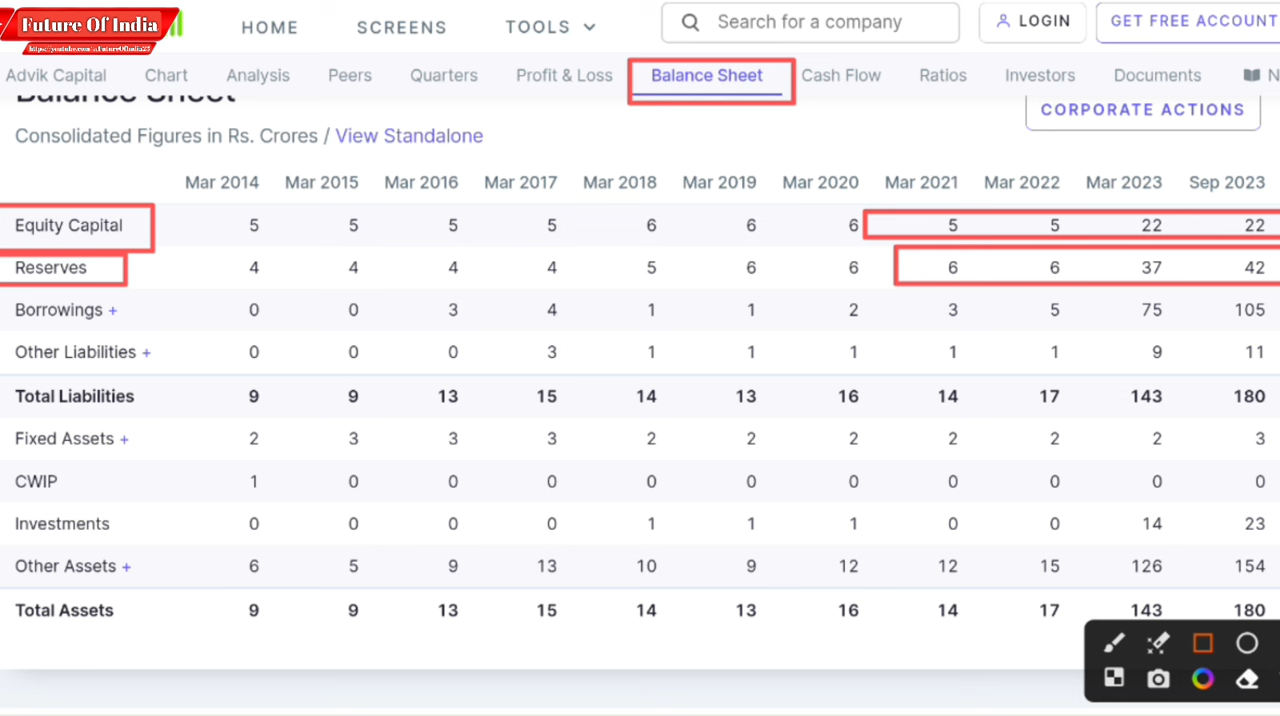 Future Of India
https://youtube.com/@FutureOfIndia23
HOME SCREENS TOOLS Search for a company LOGIN GET FREE ACCOUNT
Advik Capital Chart Analysis Peers Quarters Profit & Loss Balance Sheet Cash Flow Ratios Investors Documents N
Balance Sheet
CORPORATE ACTIONS
Consolidated Figures in Rs. Crores / View Standalone
Mar 2014 Mar 2015 Mar 2016 Mar 2017 Mar 2018 Mar 2019 Mar 2020 Mar 2021 Mar 2022 Mar 2023 Sep 2023
Equity Capital 5 5 5 5 6 6 6 5 5 22 22
Reserves 4 4 4 4 5 6 6 6 6 37 42
Borrowings + 0 0 3 4 1 1 2 3 5 75 105
Other Liabilities + 0 0 0 3 1 1 1 1 1 9 11
Total Liabilities 9 9 13 15 14 13 16 14 17 143 180
Fixed Assets + 2 3 3 3 2 2 2 2 2 2 3
CWIP 1 0 0 0 0 0 0 0 0 0 0
Investments 0 0 0 0 1 1 1 0 0 14 23
Other Assets + 6 5 9 13 10 9 12 12 15 126 154
Total Assets 9 9 13 15 14 13 16 14 17 143 180